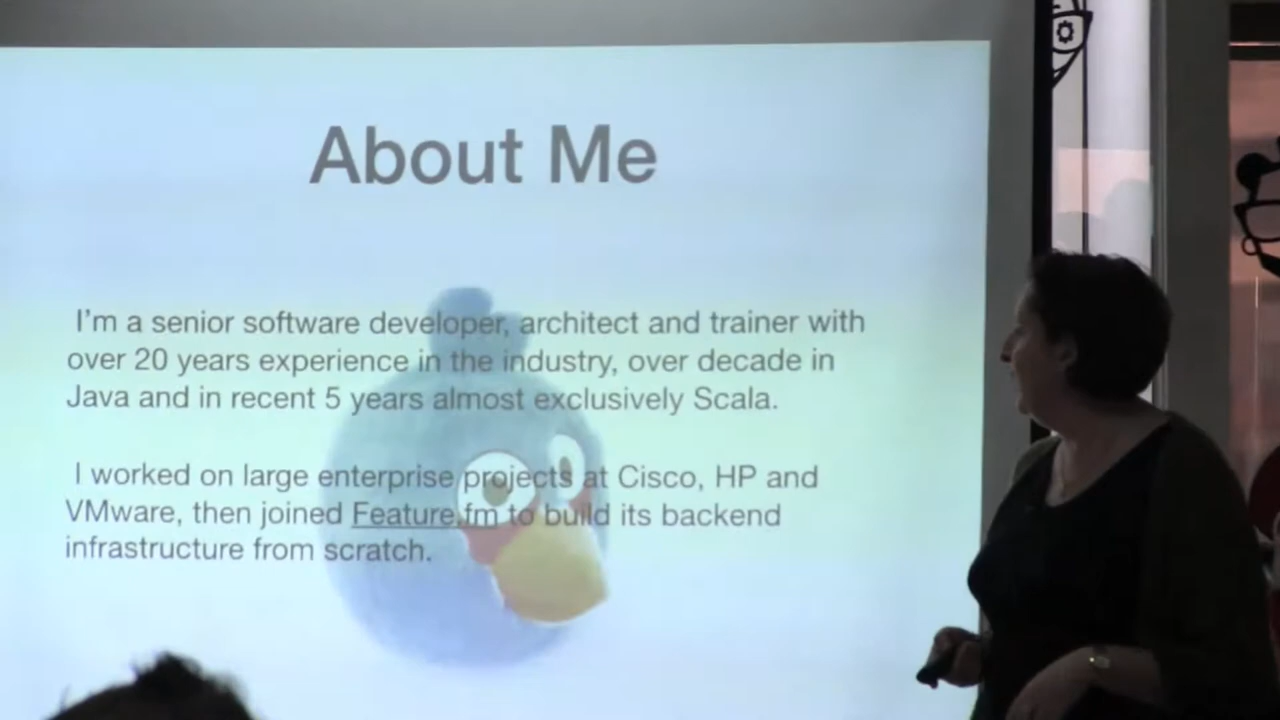 About Me
I'm a senior software developer, architect and trainer with
over 20 years experience in the industry, over decade in
Java and in recent 5 years almost exclusively Scala.
I worked on large enterprise projects at Cisco, HP and
VMware, then joined Feature.fm to build its backend
infrastructure from scratch.